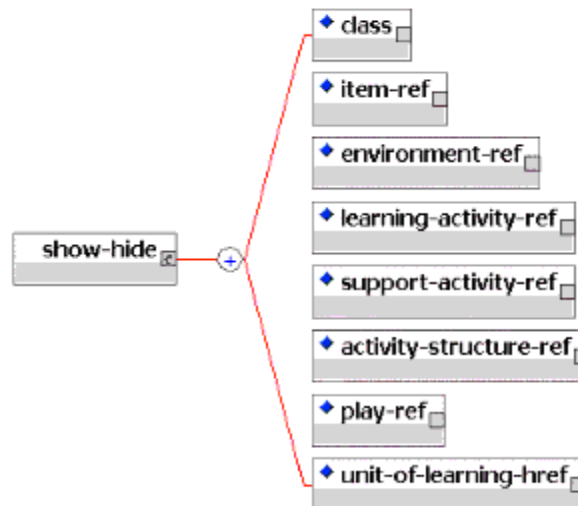 class
item-ref
environment-ref
learning-activity-ref
show-hide
support-activity-ref
activity-structure-ref
play-ref
unit-of-learning-href